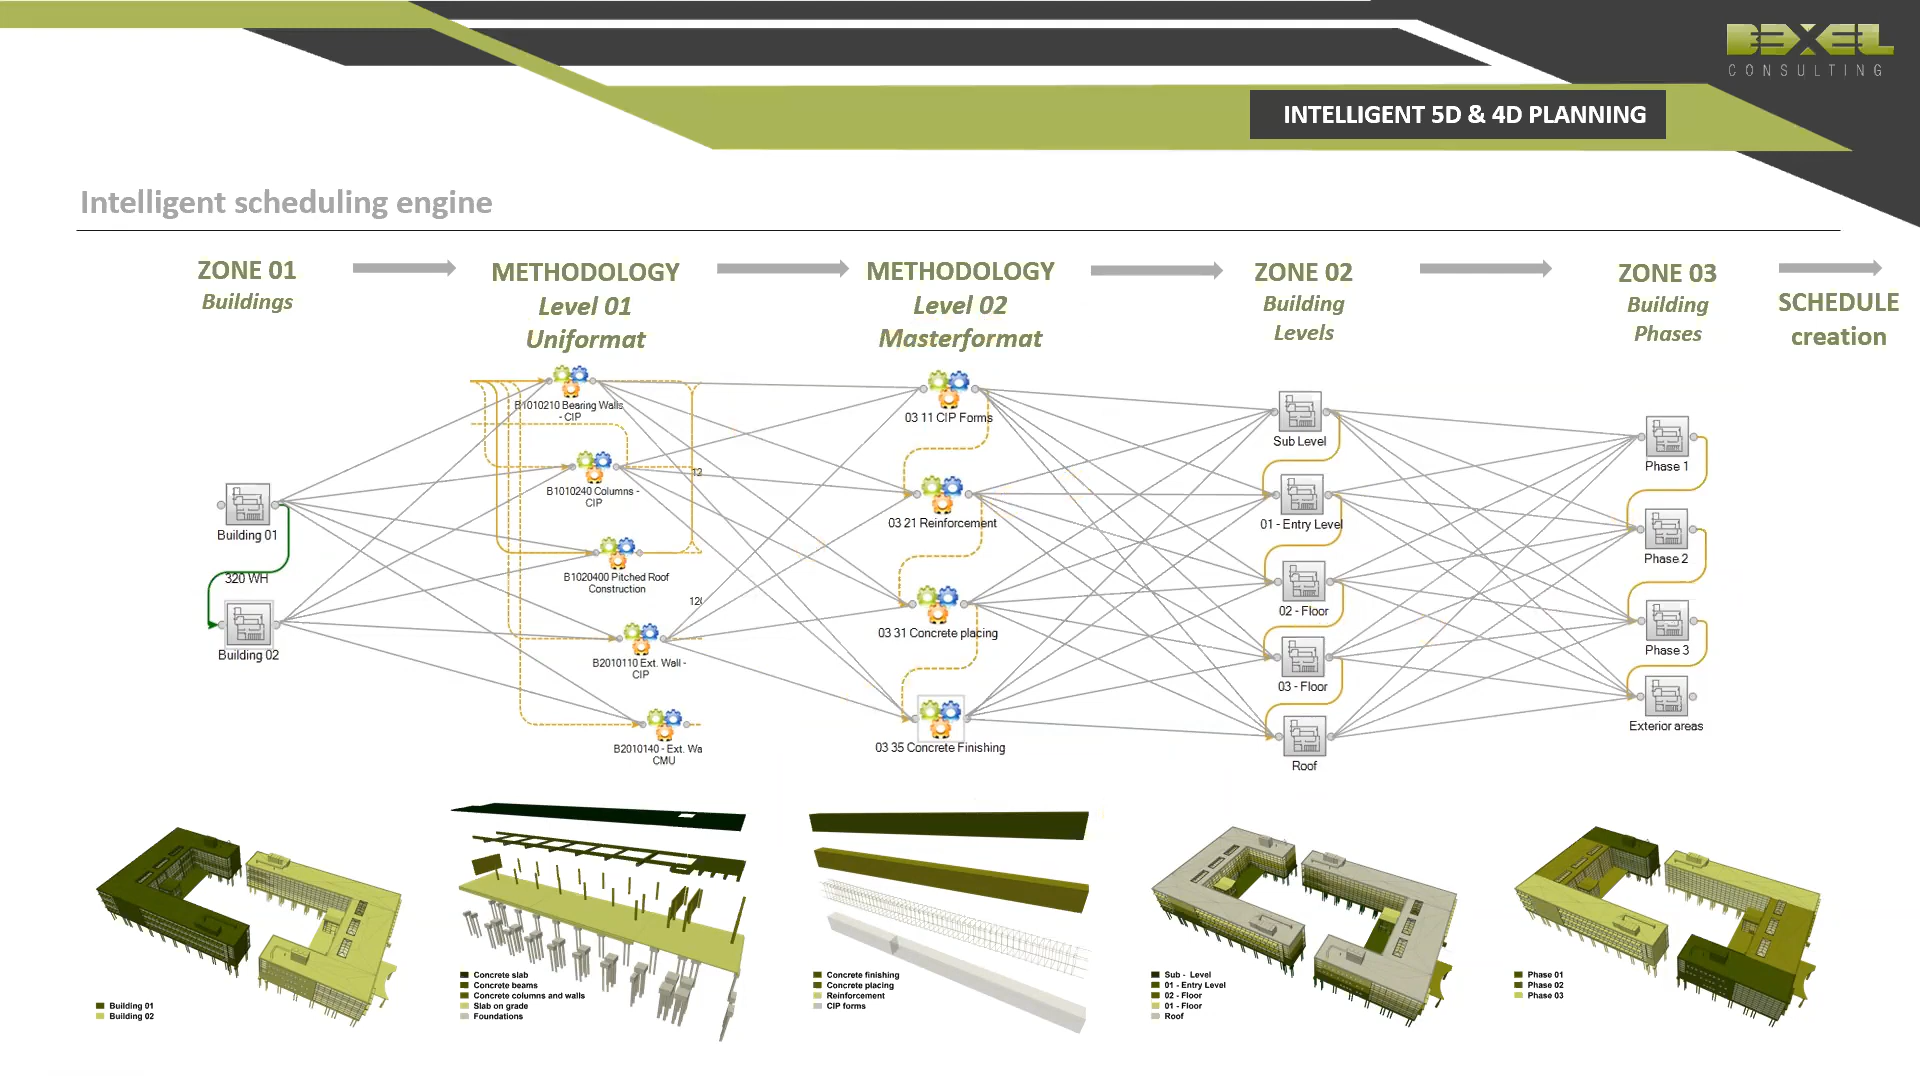 BEXEL
CONSULTING
INTELLIGENT 5D & 4D PLANNING
Intelligent scheduling engine
ZONE 01
Buildings
METHODOLOGY
Level 01
Uniformat
METHODOLOGY
Level 02
Masterformat
ZONE 02
Building
Levels
ZONE 03
Building
Phases
SCHEDULE
creation
Building 01
320 WH
Building 02
B1010210 Bearing Walls
- CIP
B1010240 Columns -
CIP
B1020400 Pitched Roof
Construction
B2010110 Ext. Wall -
CIP
B2010140 - Ext. Wa
CMU
03 11 CIP Forms
03 21 Reinforcement
03 31 Concrete placing
03 35 Concrete Finishing
Sub Level
01 - Entry Level
02 - Floor
03 - Floor
Roof
Phase 1
Phase 2
Phase 3
Exterior areas
Building 01
Building 02
Concrete slab
Concrete beams
Concrete columns and walls
Slab on grade
Foundations
Concrete finishing
Concrete placing
Reinforcement
CIP forms
Sub - Level
01 - Entry Level
02 - Floor
01 - Floor
Roof
Phase 01
Phase 02
Phase 03